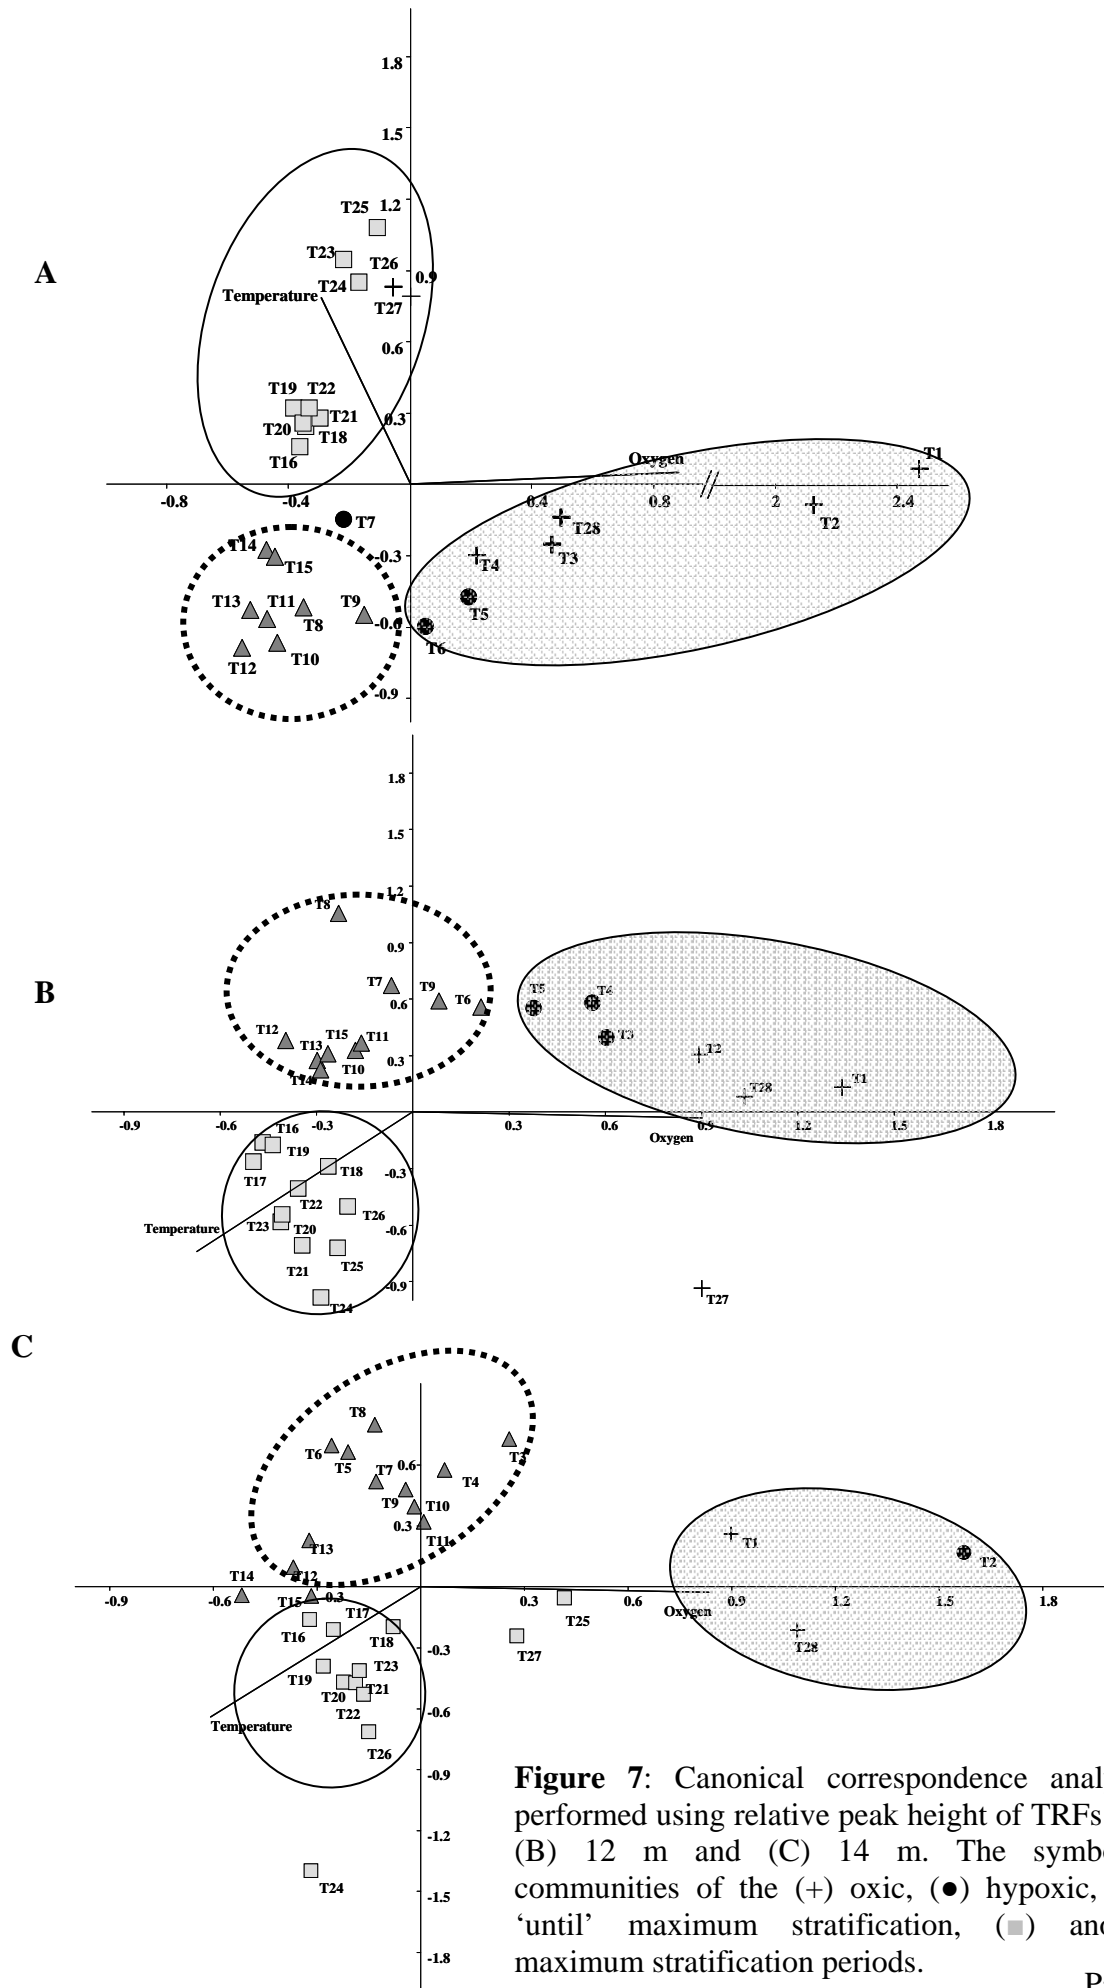 1.8
1.5
T25 1.2
T23 T26
A 0.9
T24
Temperature T27
0.6
T19 T22
T21 0.3
T20 T18
T16
Oxygen T1
-0.8 -0.4 0.4 0.8 2 2.4
T7 T28 T2
T14 -0.3 T3
T15 T4
T13 T11 T9
T8 -0.6 T5
T12 T10 T6
-0.9
1.8
1.5
1.2
T8
0.9
B T7 T9 T6 0.6 T5 T4
T12 T15 T11 T3
T13 0.3 T2
T14 T10 T28 T1
-0.9 -0.6 -0.3 0.3 0.6 0.9 1.2 1.5 1.8
T16 Oxygen
T19
T17 T18 -0.3
T22 T26
Temperature T23 T20 -0.6
T21 T25
-0.9
T24 T27
C
T8
T6 T5 T3
T7 0.6 T4
T9 T10
0.3 T11
T13 T1
T14 T12 T2
-0.9 -0.6 T15 0.3 0.3 0.6 0.9 1.2 1.5 1.8
T17 Oxygen
T16 T18 T25
T27 T28
-0.3
T19 T23
T20 T21
T22 -0.6
Temperature
T26
-0.9
-1.2
T24
-1.5
-1.8
Figure 7: Canonical correspondence anal
performed using relative peak height of TRFs
(B) 12 m and (C) 14 m. The symb
communities of the (+) oxic, (●) hypoxic,
‘until’ maximum stratification, (■) and
maximum stratification periods.
P